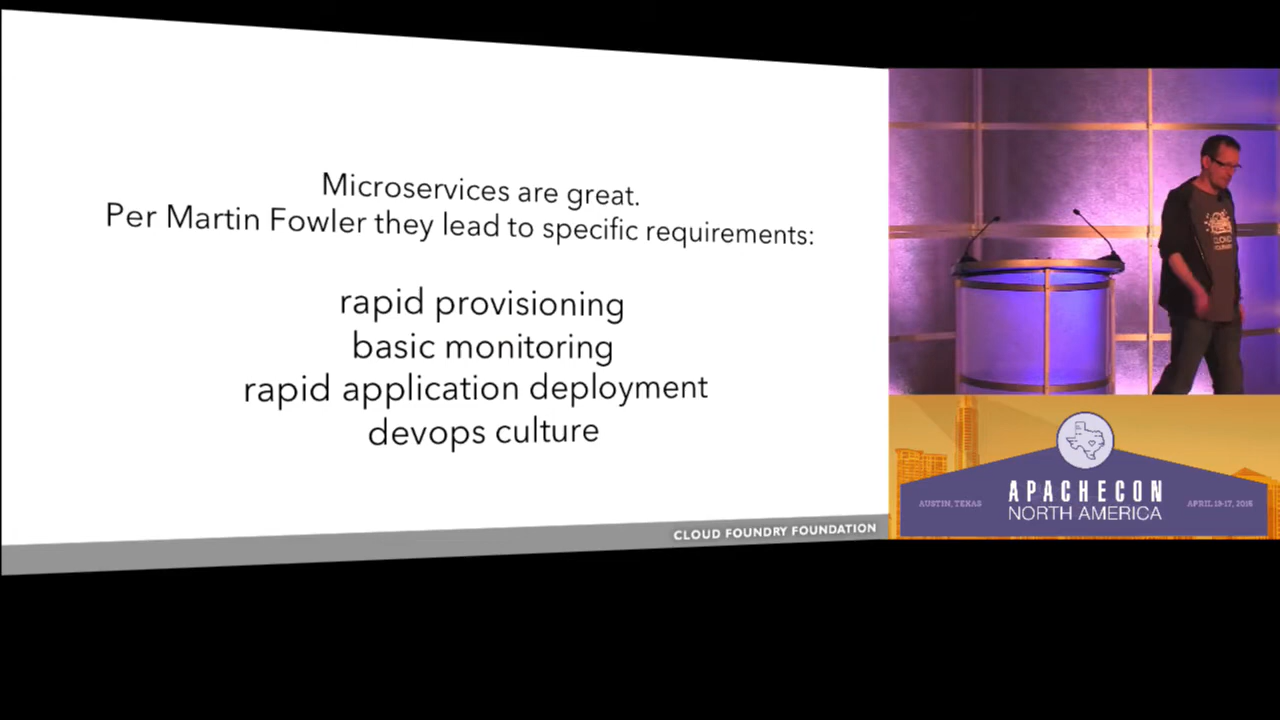 Microservices are great.
Per Martin Fowler they lead to specific requirements:
rapid provisioning
basic monitoring
rapid application deployment
devops culture
CLOUD FOUNDRY FOUNDATION
CLOUD
AUSTIN, TEXAS
APACHECON
NORTH AMERICA
APRIL 13-17, 2015